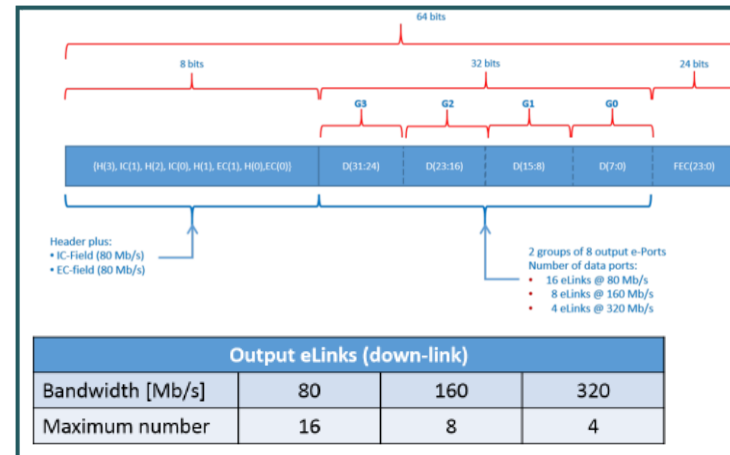 64 bits
8 bits
32 bits
24 bits
G3
G2
G1
G0
{H(3), IC(1), H(2), IC(0), H(1), EC(1), H(0),EC(0)}
D(31:24)
D(23:16)
D(15:8)
D(7:0)
FEC(23:0)
Header plus:
• IC-Field (80 Mb/s)
• EC-field (80 Mb/s)
2 groups of 8 output e-Ports
Number of data ports:
• 16 eLinks @ 80 Mb/s
• 8 eLinks @ 160 Mb/s
• 4 eLinks @ 320 Mb/s
Output eLinks (down-link)
Bandwidth [Mb/s] 80 160 320
Maximum number 16 8 4